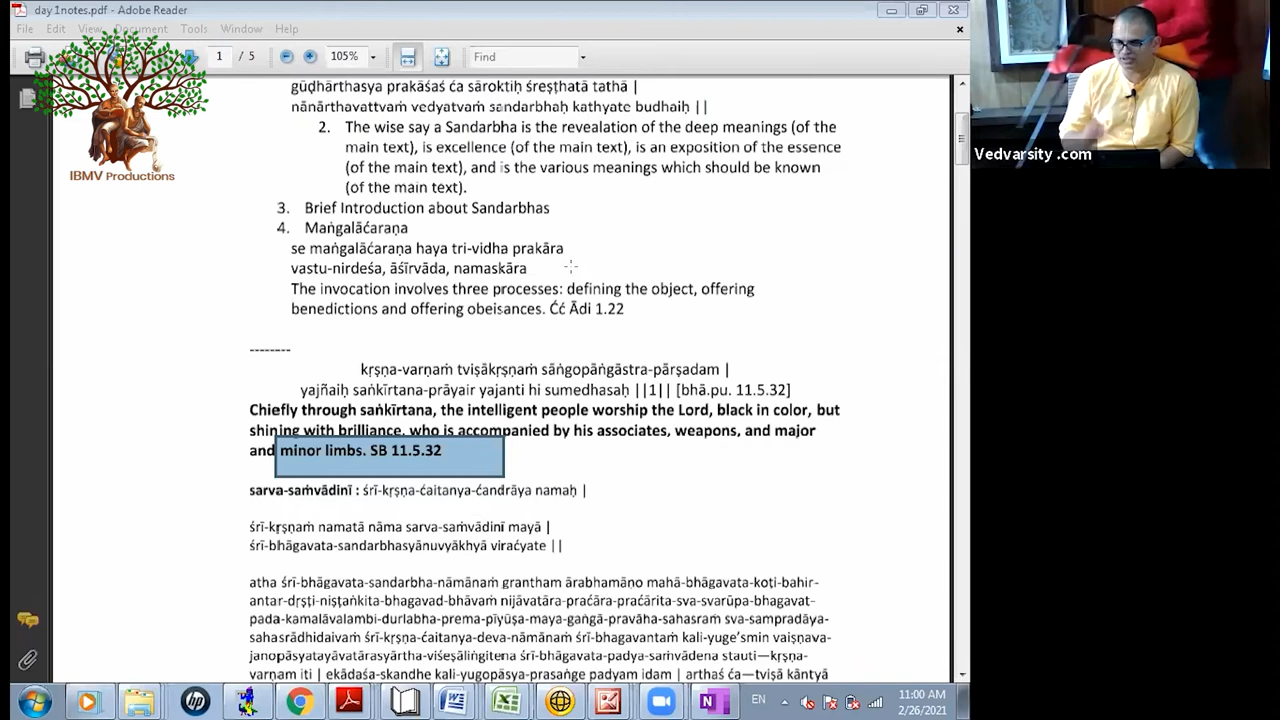 day 1notes.pdf - Adobe Reader
File Edit View Document Tools Window Help
1 / 5 105% Find
IBMV Productions
gūḍhārthasya prakāśaś ća sāroktiḥ śreṣṭhatā tathā |
nānārthavattvaṁ vedyatvaṁ sandarbhaḥ kathyate budhaiḥ ||
2. The wise say a Sandarbha is the revealation of the deep meanings (of the
main text), is excellence (of the main text), is an exposition of the essence
(of the main text), and is the various meanings which should be known
(of the main text).
3. Brief Introduction about Sandarbhas
4. Maṅgalāćaraṇa
se maṅgalāćaraṇa haya tri-vidha prakāra
vastu-nirdeśa, āśīrvāda, namaskāra
The invocation involves three processes: defining the object, offering
benedictions and offering obeisances. Ćć Ādi 1.22
--------
kṛṣṇa-varṇaṁ tviṣākṛṣṇaṁ sāṅgopāṅgāstra-pārṣadam |
yajñaiḥ saṅkīrtana-prāyair yajanti hi sumedhasaḥ ||1|| [bhā.pu. 11.5.32]
Chiefly through saṅkīrtana, the intelligent people worship the Lord, black in color, but
shining with brilliance, who is accompanied by his associates, weapons, and major
and minor limbs. SB 11.5.32
sarva-saṁvādinī : śrī-kṛṣṇa-ćaitanya-ćandrāya namaḥ |
śrī-kṛṣṇaṁ namatā nāma sarva-saṁvādinī mayā |
śrī-bhāgavata-sandarbhasyānuvyākhyā viraćyate ||
atha śrī-bhāgavata-sandarbha-nāmānaṁ grantham ārabhamāṇo mahā-bhāgavata-koṭi-bahir-
antar-dṛṣṭi-niṣṭaṅkita-bhagavad-bhāvaṁ nijāvatāra-praćāra-praćārita-sva-svarūpa-bhagavat-
pada-kamalāvalambi-durlabha-prema-pīyūṣa-maya-gaṅgā-pravāha-sahasraṁ sva-sampradāya-
sahasrādhidaivaṁ śrī-kṛṣṇa-ćaitanya-deva-nāmānaṁ śrī-bhagavantaṁ kali-yuge'smin vaiṣṇava-
janopāsyatayāvatārasyārtha-viśeṣāliṅgitena śrī-bhāgavata-padya-saṁvādena stauti—kṛṣṇa-
varṇam iti | ekādaśa-skandhe kali-yugopāsya-prasaṅge padyam idam | arthaś ća—tviṣā kāntyā
Vedvarsity .com
EN
11:00 AM
2/26/2021